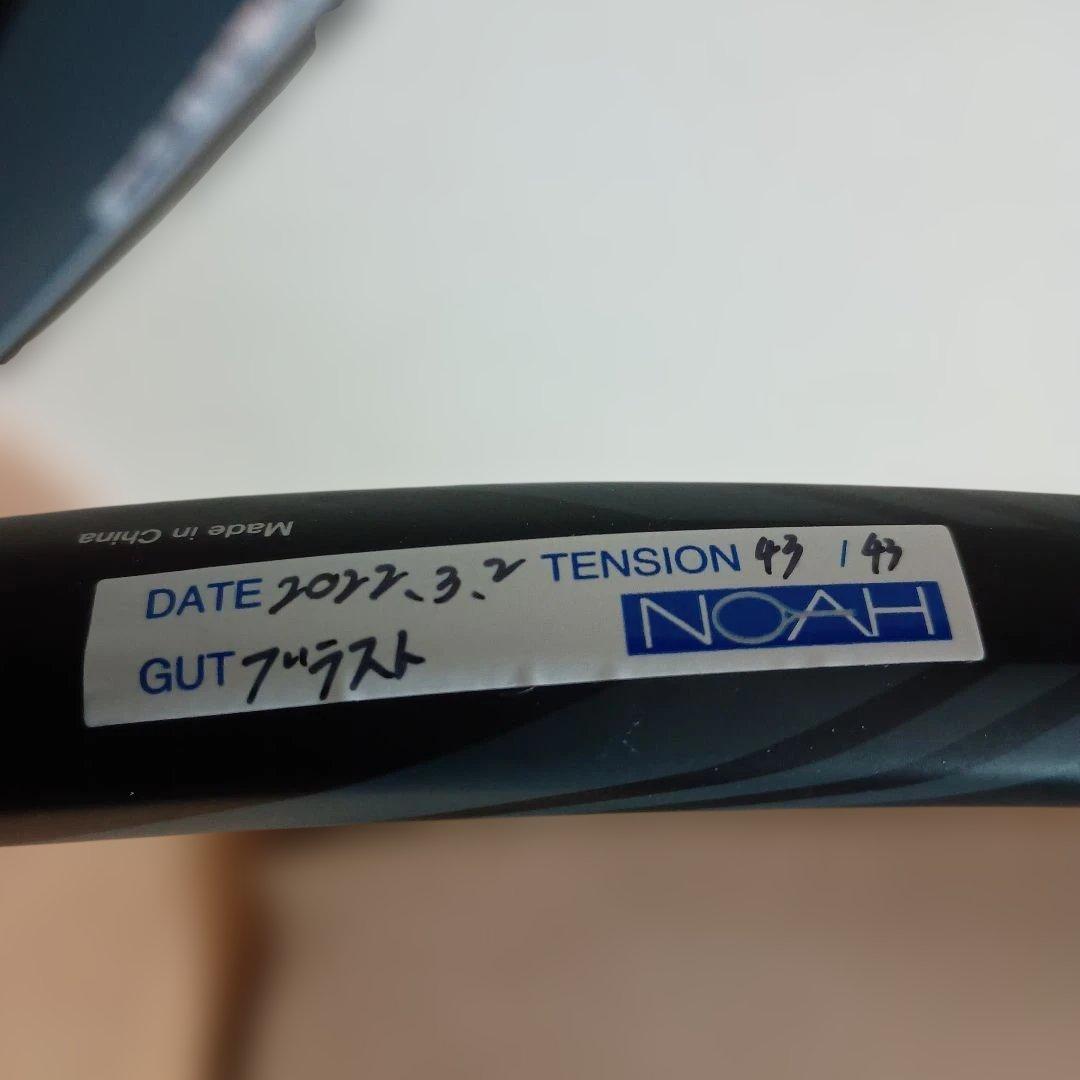 Made in China
DATE 2022.3.2 TENSION 43 / 43
GUT ブラスト NOAH